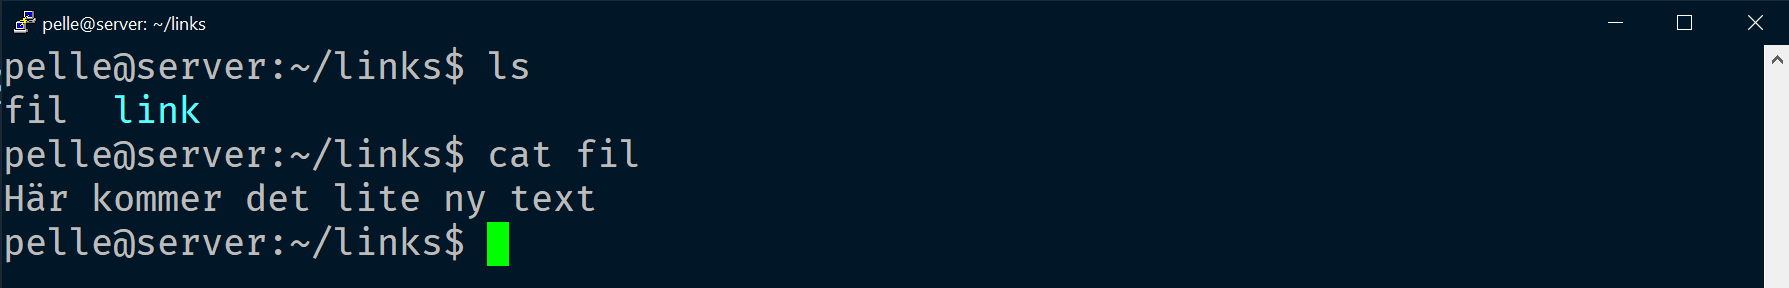 pelle@server: ~/links
pelle@server:~/links$ ls
fil  link
pelle@server:~/links$ cat fil
Här kommer det lite ny text
pelle@server:~/links$